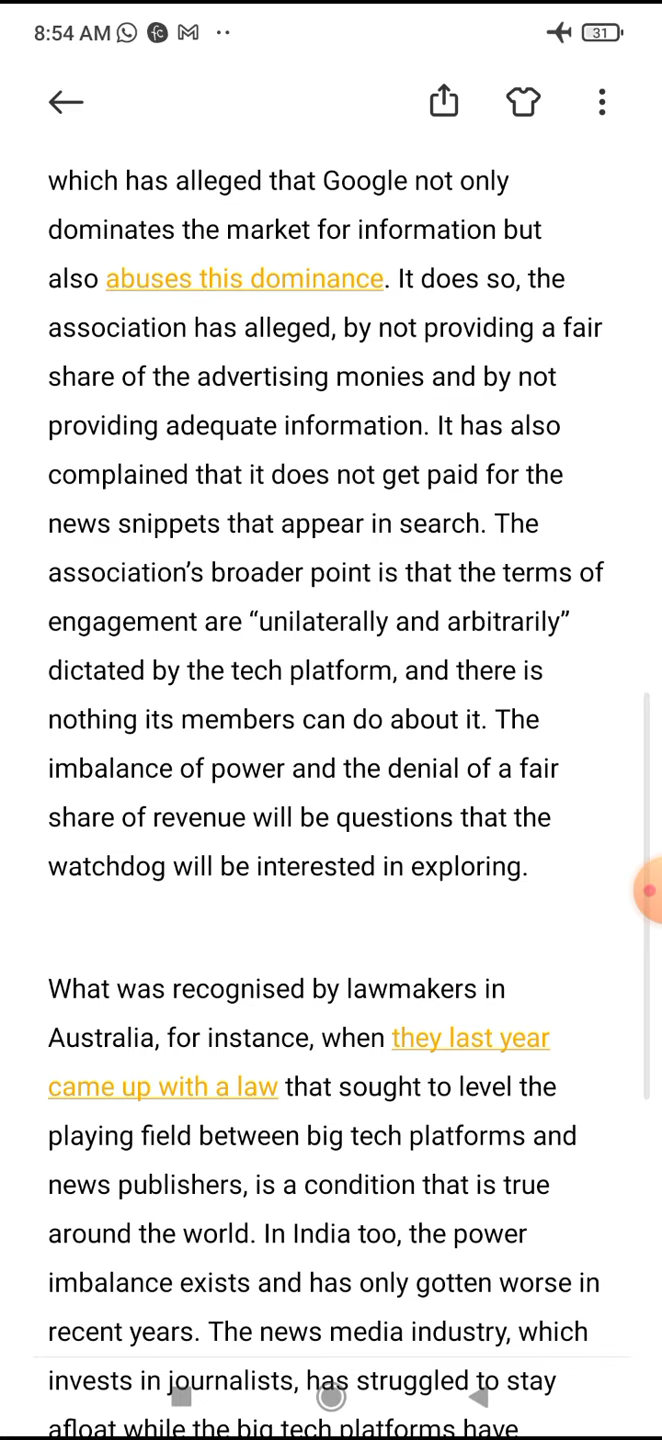 8:54 AM
31
which has alleged that Google not only
dominates the market for information but
also abuses this dominance. It does so, the
association has alleged, by not providing a fair
share of the advertising monies and by not
providing adequate information. It has also
complained that it does not get paid for the
news snippets that appear in search. The
association’s broader point is that the terms of
engagement are “unilaterally and arbitrarily”
dictated by the tech platform, and there is
nothing its members can do about it. The
imbalance of power and the denial of a fair
share of revenue will be questions that the
watchdog will be interested in exploring.
What was recognised by lawmakers in
Australia, for instance, when they last year
came up with a law that sought to level the
playing field between big tech platforms and
news publishers, is a condition that is true
around the world. In India too, the power
imbalance exists and has only gotten worse in
recent years. The news media industry, which
invests in journalists, has struggled to stay
afloat while the big tech platforms have